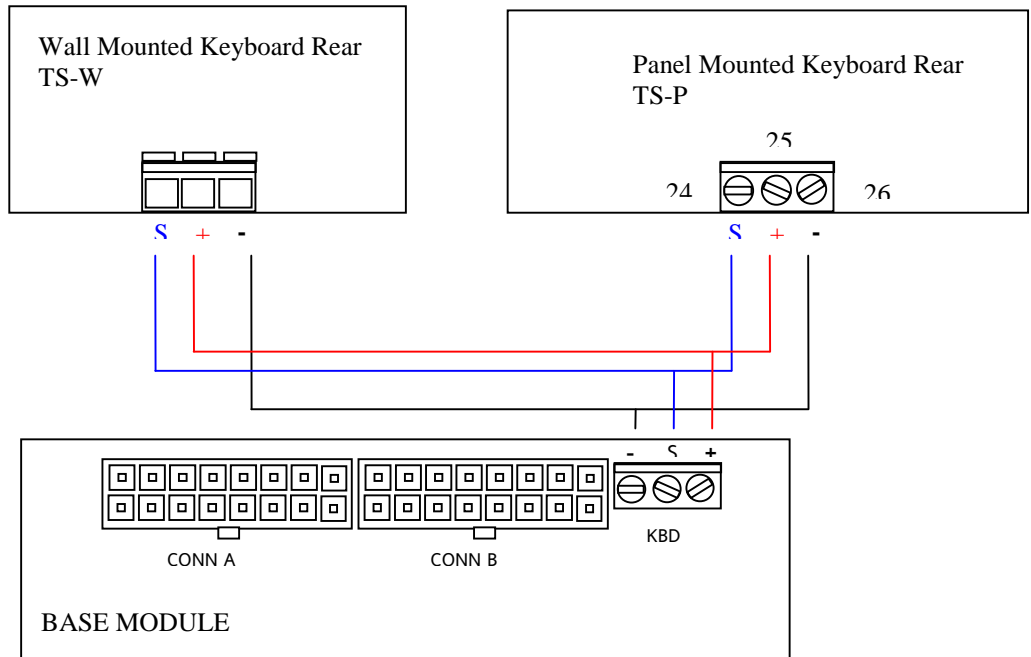 Wall Mounted Keyboard Rear
TS-W
Panel Mounted Keyboard Rear
TS-P
25
24
26
S + -
S + -
- S +
KBD
CONN A
CONN B
BASE MODULE